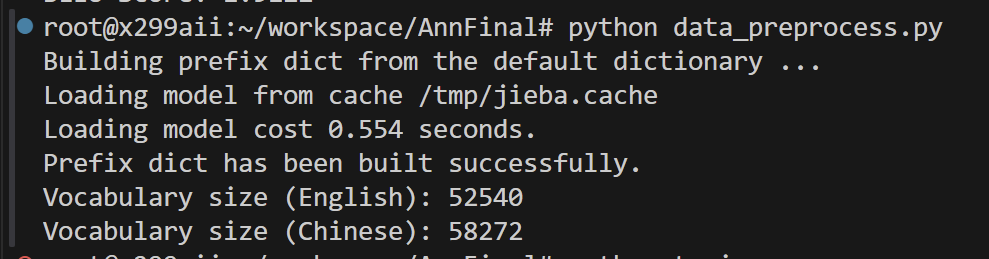 root@x299aii:~/workspace/AnnFinal# python data_preprocess.py
Building prefix dict from the default dictionary ...
Loading model from cache /tmp/jieba.cache
Loading model cost 0.554 seconds.
Prefix dict has been built successfully.
Vocabulary size (English): 52540
Vocabulary size (Chinese): 58272